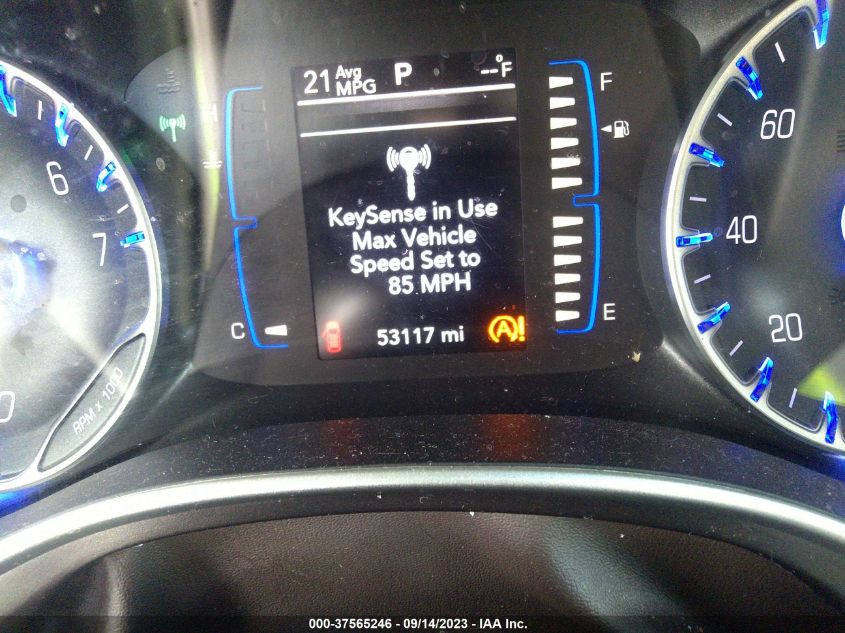 21 Avg MPG P --°F
H
F
6
60
7
KeySense in Use
Max Vehicle
Speed Set to
85 MPH
40
C
E
53117 mi
A!
20
0
RPM x 1000
000-37565246 - 09/14/2023 - IAA Inc.